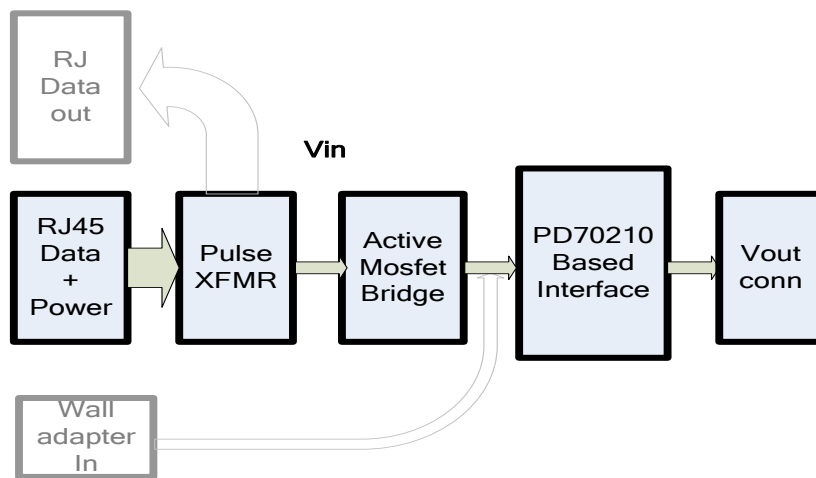 RJ
Data
out
Vin
RJ45
Data
+
Power
Pulse
XFMR
Active
Mosfet
Bridge
PD70210
Based
Interface
Vout
conn
Wall
adapter
In